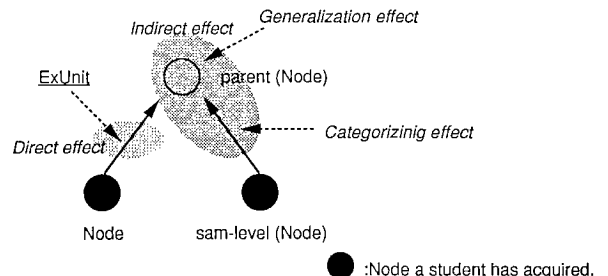 Indirect effect
Generalization effect
ExUnit
parent (Node)
Direct effect
Categorizinig effect
Node
sam-level (Node)
:Node a student has acquired.